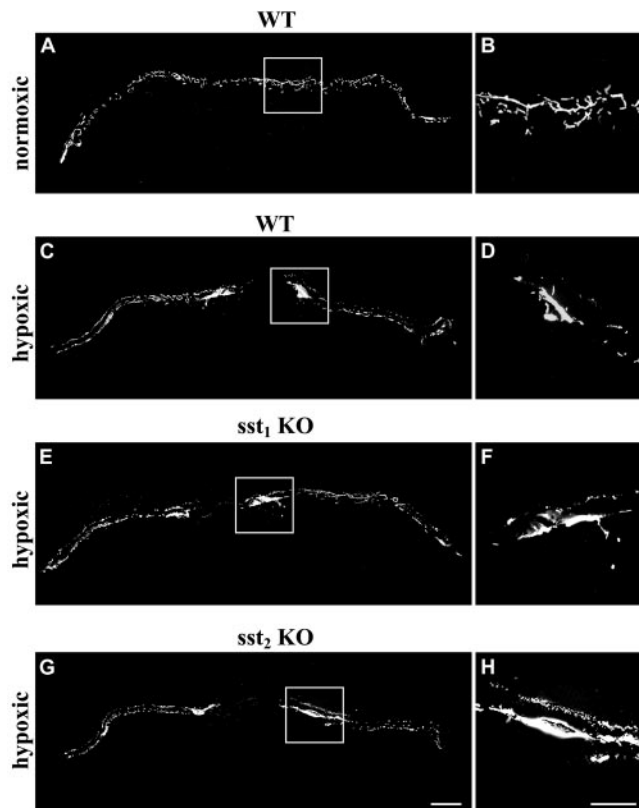 WT
normoxic
A
B
WT
hypoxic
C
D
sst₁ KO
hypoxic
E
F
sst₂ KO
hypoxic
G
H